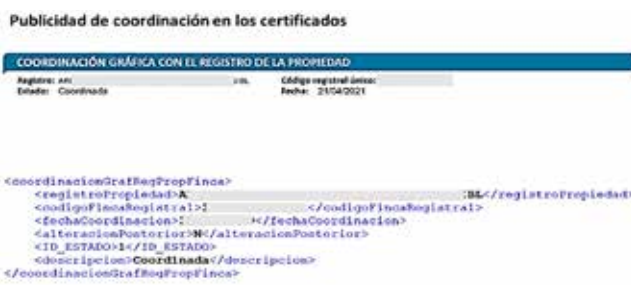 Publicidad de coordinación en los certificados
COORDINACIÓN GRÁFICA CON EL REGISTRO DE LA PROPIEDAD
Registro: Código registral único:
Estado: Coordinada Fecha: 21/04/2021
<coordinacionGrafRegPropFinca>
<registroPropiedad>A BL</registroPropiedad>
<codigoFincaRegistral> </codigoFincaRegistral>
<fechaCoordinacion> </fechaCoordinacion>
<alteracionPosterior>N</alteracionPosterior>
<ID_ESTADO>1</ID_ESTADO>
<descripcion>Coordinada</descripcion>
</coordinacionGrafRegPropFinca>